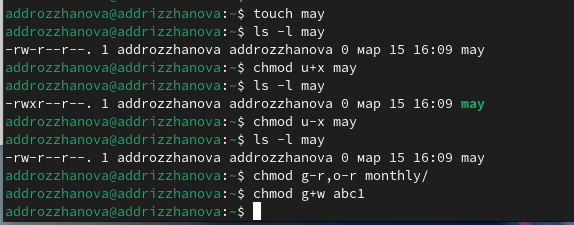 addrozzhanova@addrizzhanova:~$ touch may
addrozzhanova@addrizzhanova:~$ ls -l may
-rw-r--r--. 1 addrozzhanova addrozzhanova 0 мар 15 16:09 may
addrozzhanova@addrizzhanova:~$ chmod u+x may
addrozzhanova@addrizzhanova:~$ ls -l may
-rwxr--r--. 1 addrozzhanova addrozzhanova 0 мар 15 16:09 may
addrozzhanova@addrizzhanova:~$ chmod u-x may
addrozzhanova@addrizzhanova:~$ ls -l may
-rw-r--r--. 1 addrozzhanova addrozzhanova 0 мар 15 16:09 may
addrozzhanova@addrizzhanova:~$ chmod g-r,o-r monthly/
addrozzhanova@addrizzhanova:~$ chmod g+w abc1
addrozzhanova@addrizzhanova:~$